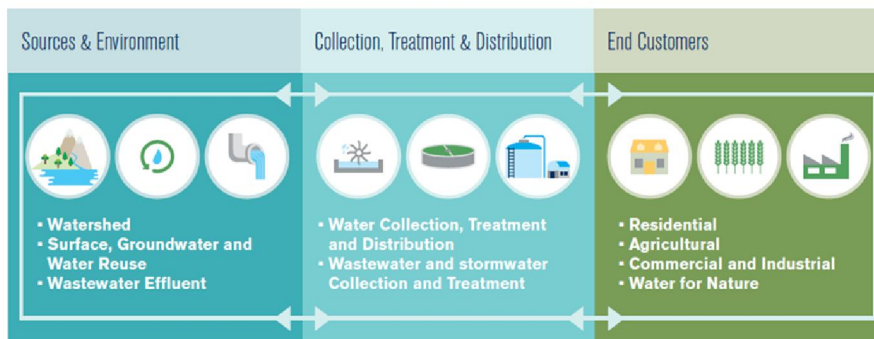 Sources & Environment
Collection, Treatment & Distribution
End Customers
▪ Watershed
▪ Surface, Groundwater and
Water Reuse
▪ Wastewater Effluent
▪ Water Collection, Treatment
and Distribution
▪ Wastewater and stormwater
Collection and Treatment
▪ Residential
▪ Agricultural
▪ Commercial and Industrial
▪ Water for Nature